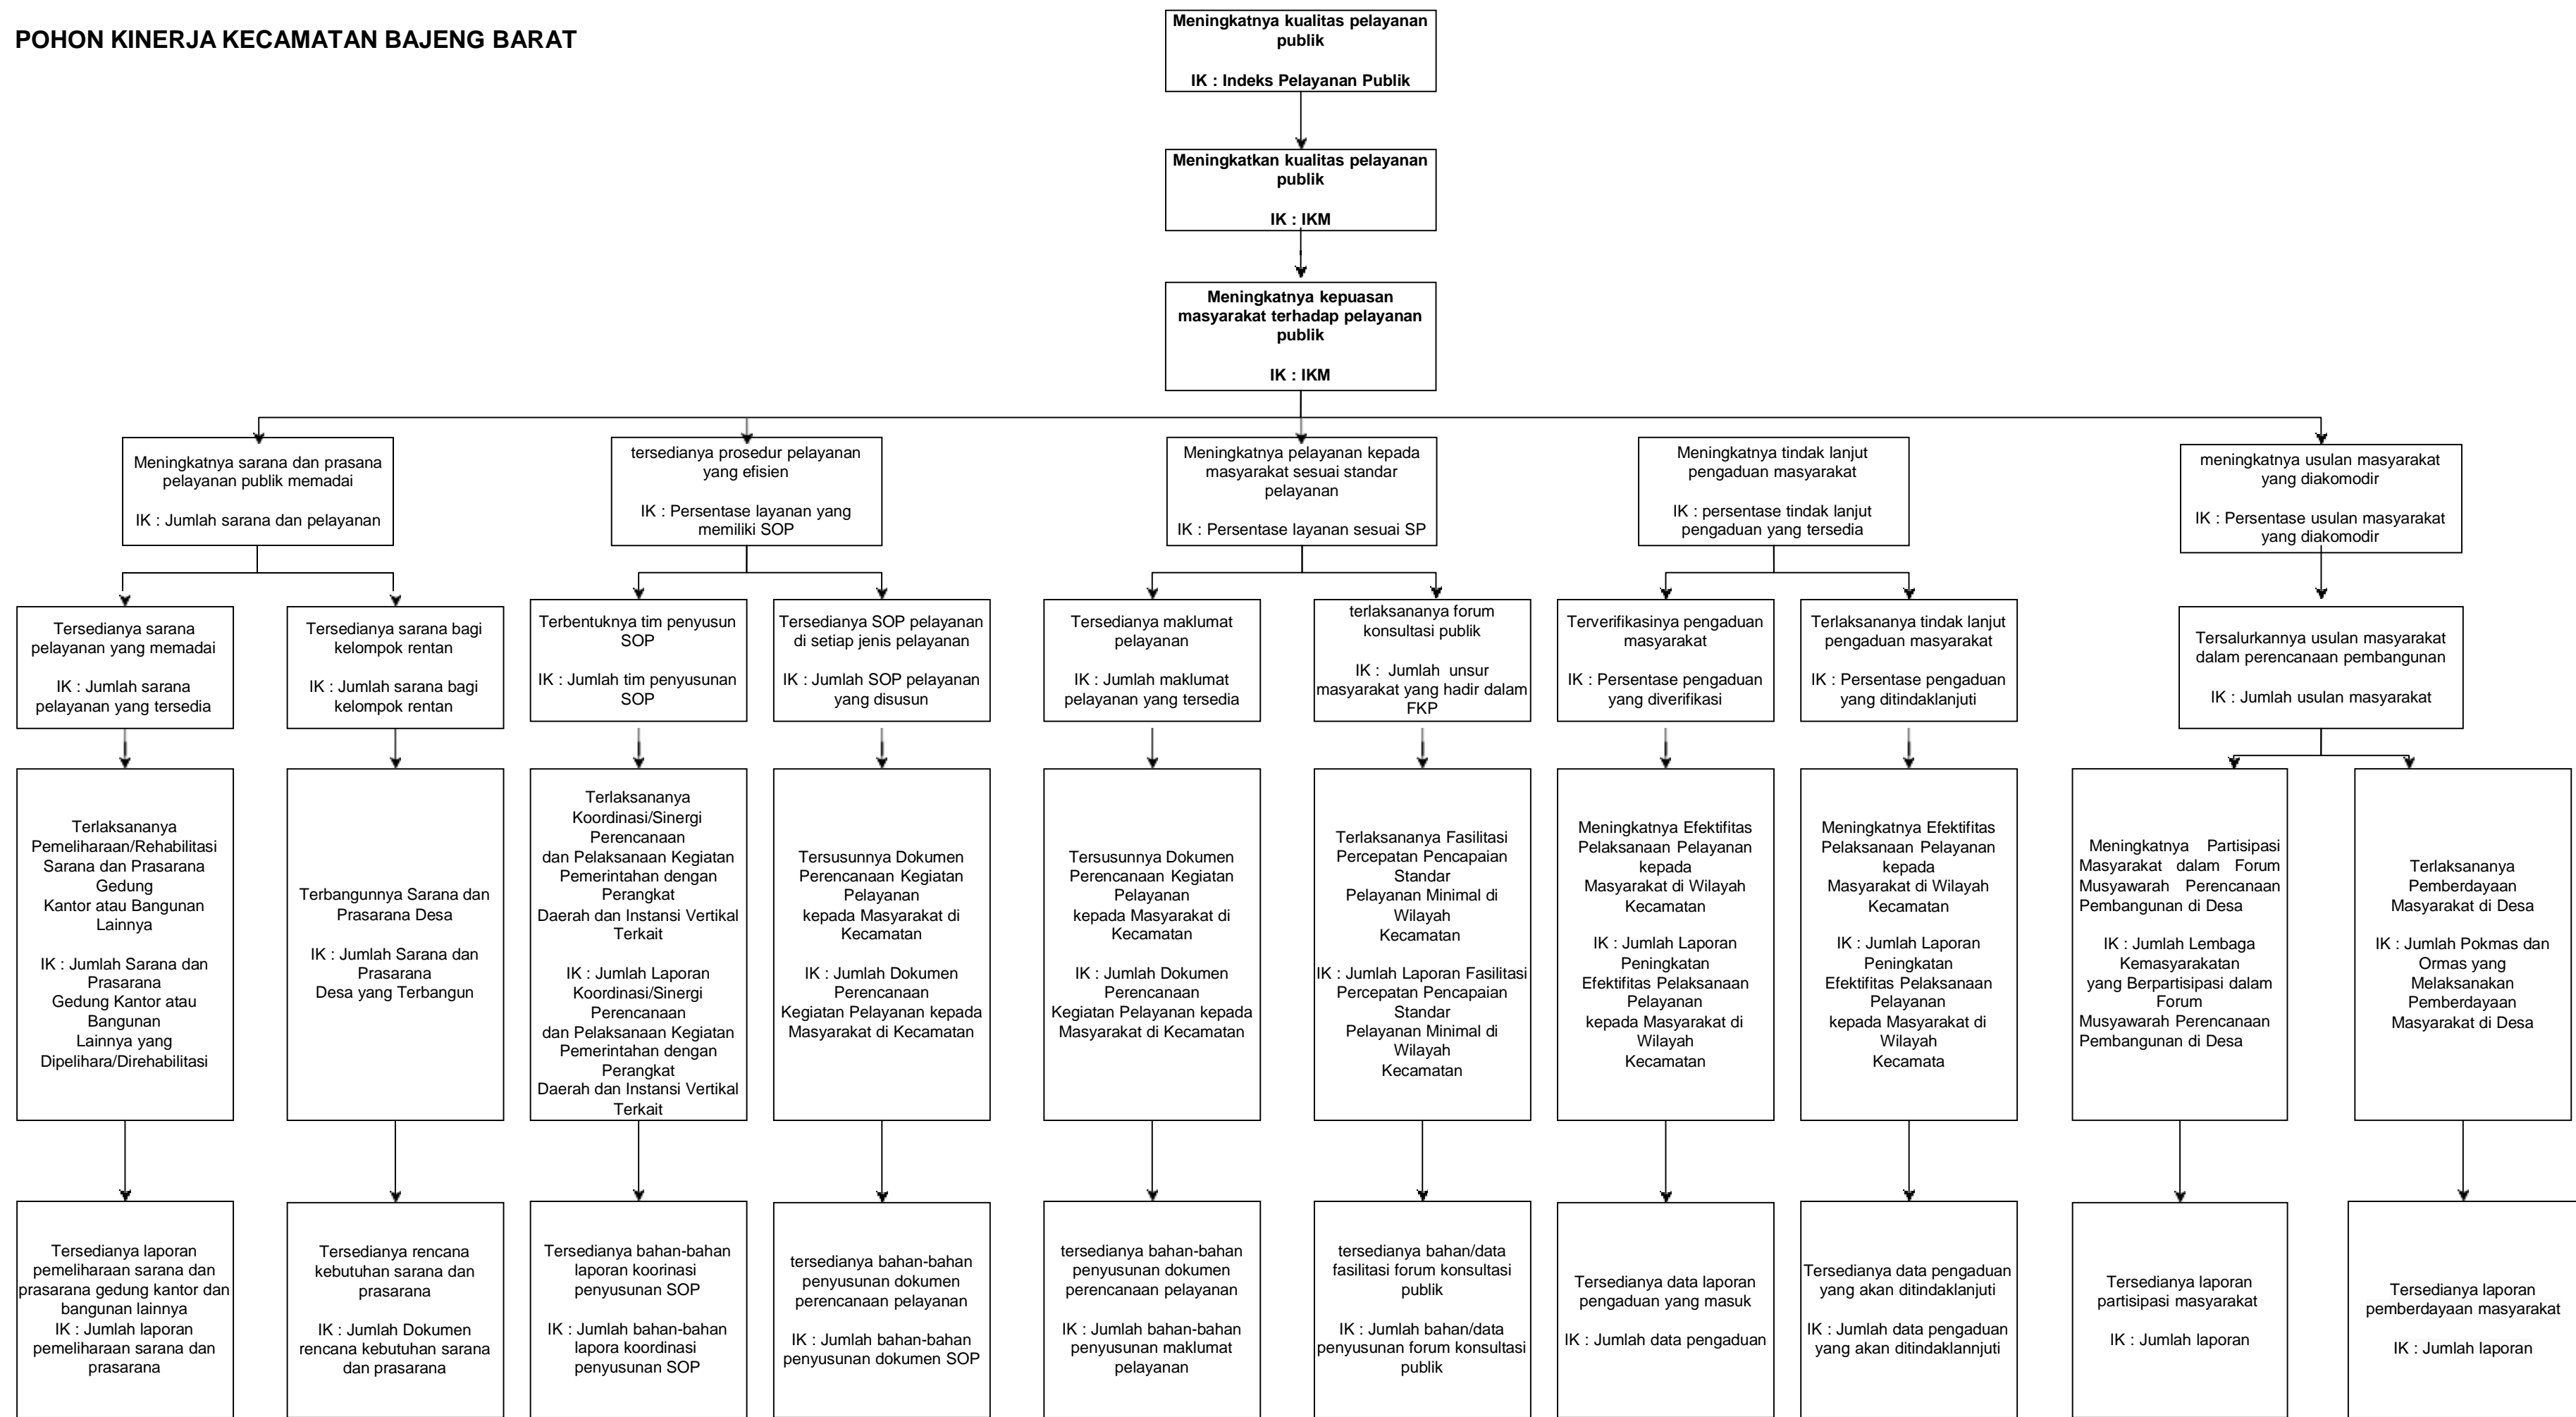 POHON KINERJA KECAMATAN BAJENG BARAT
Meningkatnya kualitas pelayanan
publik
IK : Indeks Pelayanan Publik
Meningkatkan kualitas pelayanan
publik
IK : IKM
Meningkatnya kepuasan
masyarakat terhadap pelayanan
publik
IK : IKM
Meningkatnya sarana dan prasana
pelayanan publik memadai
IK : Jumlah sarana dan pelayanan
tersedianya prosedur pelayanan
yang efisien
IK : Persentase layanan yang
memiliki SOP
Meningkatnya pelayanan kepada
masyarakat sesuai standar
pelayanan
IK : Persentase layanan sesuai SP
Meningkatnya tindak lanjut
pengaduan masyarakat
IK : persentase tindak lanjut
pengaduan yang tersedia
meningkatnya usulan masyarakat
yang diakomodir
IK : Persentase usulan masyarakat
yang diakomodir
Tersedianya sarana
pelayanan yang memadai
IK : Jumlah sarana
pelayanan yang tersedia
Tersedianya sarana bagi
kelompok rentan
IK : Jumlah sarana bagi
kelompok rentan
Terbentuknya tim penyusun
SOP
IK : Jumlah tim penyusunan
SOP
Tersedianya SOP pelayanan
di setiap jenis pelayanan
IK : Jumlah SOP pelayanan
yang disusun
Tersedianya maklumat
pelayanan
IK : Jumlah maklumat
pelayanan yang tersedia
terlaksananya forum
konsultasi publik
IK : Jumlah unsur
masyarakat yang hadir dalam
FKP
Terverifikasinya pengaduan
masyarakat
IK : Persentase pengaduan
yang diverifikasi
Terlaksananya tindak lanjut
pengaduan masyarakat
IK : Persentase pengaduan
yang ditindaklanjuti
Tersalurkannya usulan masyarakat
dalam perencanaan pembangunan
IK : Jumlah usulan masyarakat
Terlaksananya
Pemeliharaan/Rehabilitasi
Sarana dan Prasarana
Gedung
Kantor atau Bangunan
Lainnya
IK : Jumlah Sarana dan
Prasarana
Gedung Kantor atau
Bangunan
Lainnya yang
Dipelihara/Direhabilitasi
Terbangunnya Sarana dan
Prasarana Desa
IK : Jumlah Sarana dan
Prasarana
Desa yang Terbangun
Terlaksananya
Koordinasi/Sinergi
Perencanaan
dan Pelaksanaan Kegiatan
Pemerintahan dengan
Perangkat
Daerah dan Instansi Vertikal
Terkait
IK : Jumlah Laporan
Koordinasi/Sinergi
Perencanaan
dan Pelaksanaan Kegiatan
Pemerintahan dengan
Perangkat
Daerah dan Instansi Vertikal
Terkait
Tersusunnya Dokumen
Perencanaan Kegiatan
Pelayanan
kepada Masyarakat di
Kecamatan
IK : Jumlah Dokumen
Perencanaan
Kegiatan Pelayanan kepada
Masyarakat di Kecamatan
Tersusunnya Dokumen
Perencanaan Kegiatan
Pelayanan
kepada Masyarakat di
Kecamatan
IK : Jumlah Dokumen
Perencanaan
Kegiatan Pelayanan kepada
Masyarakat di Kecamatan
Terlaksananya Fasilitasi
Percepatan Pencapaian
Standar
Pelayanan Minimal di
Wilayah
Kecamatan
IK : Jumlah Laporan Fasilitasi
Percepatan Pencapaian
Standar
Pelayanan Minimal di
Wilayah
Kecamatan
Meningkatnya Efektifitas
Pelaksanaan Pelayanan
kepada
Masyarakat di Wilayah
Kecamatan
IK : Jumlah Laporan
Peningkatan
Efektifitas Pelaksanaan
Pelayanan
kepada Masyarakat di
Wilayah
Kecamatan
Meningkatnya Efektifitas
Pelaksanaan Pelayanan
kepada
Masyarakat di Wilayah
Kecamatan
IK : Jumlah Laporan
Peningkatan
Efektifitas Pelaksanaan
Pelayanan
kepada Masyarakat di
Wilayah
Kecamata
Meningkatnya Partisipasi
Masyarakat dalam Forum
Musyawarah Perencanaan
Pembangunan di Desa
IK : Jumlah Lembaga
Kemasyarakatan
yang Berpartisipasi dalam
Forum
Musyawarah Perencanaan
Pembangunan di Desa
Terlaksananya
Pemberdayaan
Masyarakat di Desa
IK : Jumlah Pokmas dan
Ormas yang
Melaksanakan
Pemberdayaan
Masyarakat di Desa
Tersedianya laporan
pemeliharaan sarana dan
prasarana gedung kantor dan
bangunan lainnya
IK : Jumlah laporan
pemeliharaan sarana dan
prasarana
Tersedianya rencana
kebutuhan sarana dan
prasarana
IK : Jumlah Dokumen
rencana kebutuhan sarana
dan prasarana
Tersedianya bahan-bahan
laporan koorinasi
penyusunan SOP
IK : Jumlah bahan-bahan
lapora koordinasi
penyusunan SOP
tersedianya bahan-bahan
penyusunan dokumen
perencanaan pelayanan
IK : Jumlah bahan-bahan
penyusunan dokumen SOP
tersedianya bahan-bahan
penyusunan dokumen
perencanaan pelayanan
IK : Jumlah bahan-bahan
penyusunan maklumat
pelayanan
tersedianya bahan/data
fasilitasi forum konsultasi
publik
IK : Jumlah bahan/data
penyusunan forum konsultasi
publik
Tersedianya data laporan
pengaduan yang masuk
IK : Jumlah data pengaduan
Tersedianya data pengaduan
yang akan ditindaklanjuti
IK : Jumlah data pengaduan
yang akan ditindaklannjuti
Tersedianya laporan
partisipasi masyarakat
IK : Jumlah laporan
Tersedianya laporan
pemberdayaan masyarakat
IK : Jumlah laporan